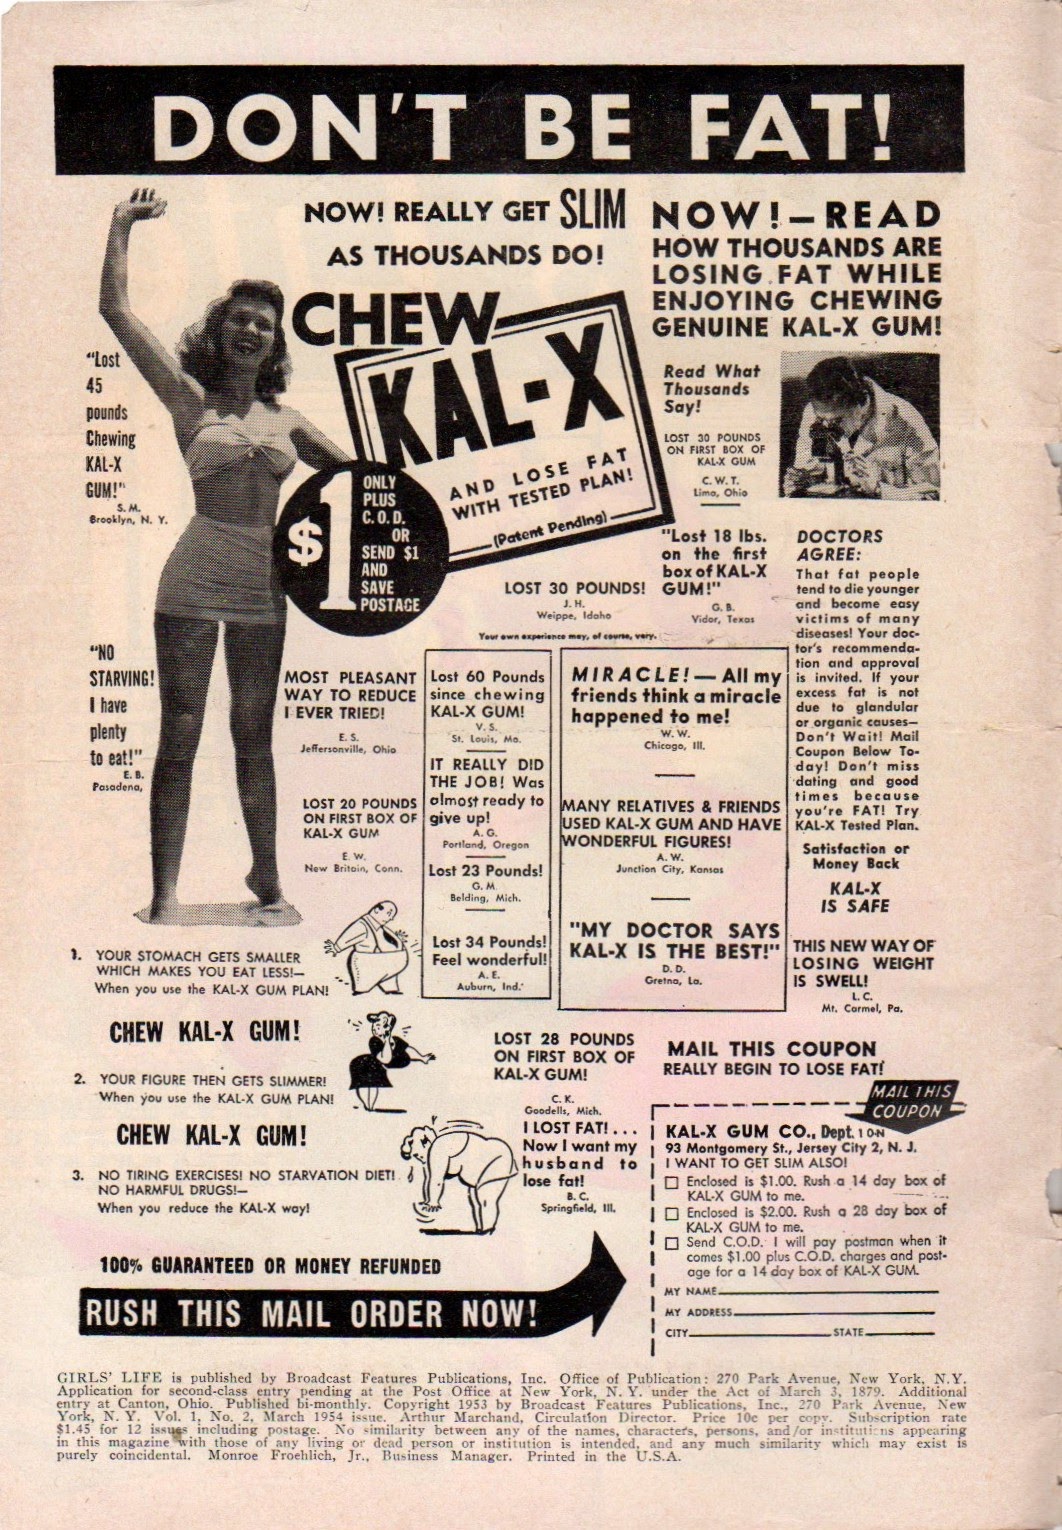 DON'T BE FAT!
NOW! REALLY GET SLIM
AS THOUSANDS DO!
CHEW
KAL-X
AND LOSE FAT
WITH TESTED PLAN!
(Patent Pending)
$1 ONLY
PLUS
C.O.D.
OR
SEND $1
AND
SAVE
POSTAGE
"Lost
45
pounds
Chewing
KAL-X
GUM!"
S. M.
Brooklyn, N. Y.
NOW!—READ
HOW THOUSANDS ARE
LOSING FAT WHILE
ENJOYING CHEWING
GENUINE KAL-X GUM!
Read What
Thousands
Say!
LOST 30 POUNDS
ON FIRST BOX OF
KAL-X GUM
C. W. T.
Lima, Ohio
"Lost 18 lbs.
on the first
box of KAL-X
GUM!"
G. B.
Vidor, Texas
LOST 30 POUNDS!
J. H.
Weippe, Idaho
Your own experience may, of course, vary.
DOCTORS
AGREE:
That fat people
tend to die younger
and become easy
victims of many
diseases! Your doc-
tor's recommenda-
tion and approval
is invited. If your
excess fat is not
due to glandular
or organic causes—
Don't Wait! Mail
Coupon Below To-
day! Don't miss
dating and good
times because
you're FAT! Try
KAL-X Tested Plan.
Satisfaction or
Money Back
KAL-X
IS SAFE
THIS NEW WAY OF
LOSING WEIGHT
IS SWELL!
L. C.
Mt. Carmel, Pa.
"NO
STARVING!
I have
plenty
to eat!"
E. B.
Pasadena,
MOST PLEASANT
WAY TO REDUCE
I EVER TRIED!
E. S.
Jeffersonville, Ohio
LOST 20 POUNDS
ON FIRST BOX OF
KAL-X GUM
E. W.
New Britain, Conn.
Lost 60 Pounds
since chewing
KAL-X GUM!
V. S.
St. Louis, Mo.
IT REALLY DID
THE JOB! Was
almost ready to
give up!
A. G.
Portland, Oregon
Lost 23 Pounds!
G. M.
Belding, Mich.
Lost 34 Pounds!
Feel wonderful!
A. E.
Auburn, Ind.
MIRACLE!—All my
friends think a miracle
happened to me!
W. W.
Chicago, Ill.
MANY RELATIVES & FRIENDS
USED KAL-X GUM AND HAVE
WONDERFUL FIGURES!
A. W.
Junction City, Kansas
"MY DOCTOR SAYS
KAL-X IS THE BEST!"
D. D.
Gretna, La.
1. YOUR STOMACH GETS SMALLER
WHICH MAKES YOU EAT LESS!—
When you use the KAL-X GUM PLAN!
CHEW KAL-X GUM!
2. YOUR FIGURE THEN GETS SLIMMER!
When you use the KAL-X GUM PLAN!
CHEW KAL-X GUM!
3. NO TIRING EXERCISES! NO STARVATION DIET!
NO HARMFUL DRUGS!—
When you reduce the KAL-X way!
LOST 28 POUNDS
ON FIRST BOX OF
KAL-X GUM!
C. K.
Goodells, Mich.
I LOST FAT!...
Now I want my
husband to
lose fat!
B. C.
Springfield, Ill.
100% GUARANTEED OR MONEY REFUNDED
RUSH THIS MAIL ORDER NOW!
MAIL THIS COUPON
REALLY BEGIN TO LOSE FAT!
MAIL THIS
COUPON
KAL-X GUM CO., Dept. 10-N
93 Montgomery St., Jersey City 2, N. J.
I WANT TO GET SLIM ALSO!
Enclosed is $1.00. Rush a 14 day box of
KAL-X GUM to me.
Enclosed is $2.00. Rush a 28 day box of
KAL-X GUM to me.
Send C.O.D. I will pay postman when it
comes $1.00 plus C.O.D. charges and post-
age for a 14 day box of KAL-X GUM.
MY NAME
MY ADDRESS
CITY STATE
GIRLS' LIFE is published by Broadcast Features Publications, Inc. Office of Publication: 270 Park Avenue, New York, N.Y.
Application for second-class entry pending at the Post Office at New York, N. Y. under the Act of March 3, 1879. Additional
entry at Canton, Ohio. Published bi-monthly. Copyright 1953 by Broadcast Features Publications, Inc., 270 Park Avenue, New
York, N. Y. Vol. 1, No. 2, March 1954 issue. Arthur Marchand, Circulation Director. Price 10c per copy. Subscription rate
$1.45 for 12 issues including postage. No similarity between any of the names, characters, persons, and/or institutions appearing
in this magazine with those of any living or dead person or institution is intended, and any much similarity which may exist is
purely coincidental. Monroe Froehlich, Jr., Business Manager. Printed in the U.S.A.